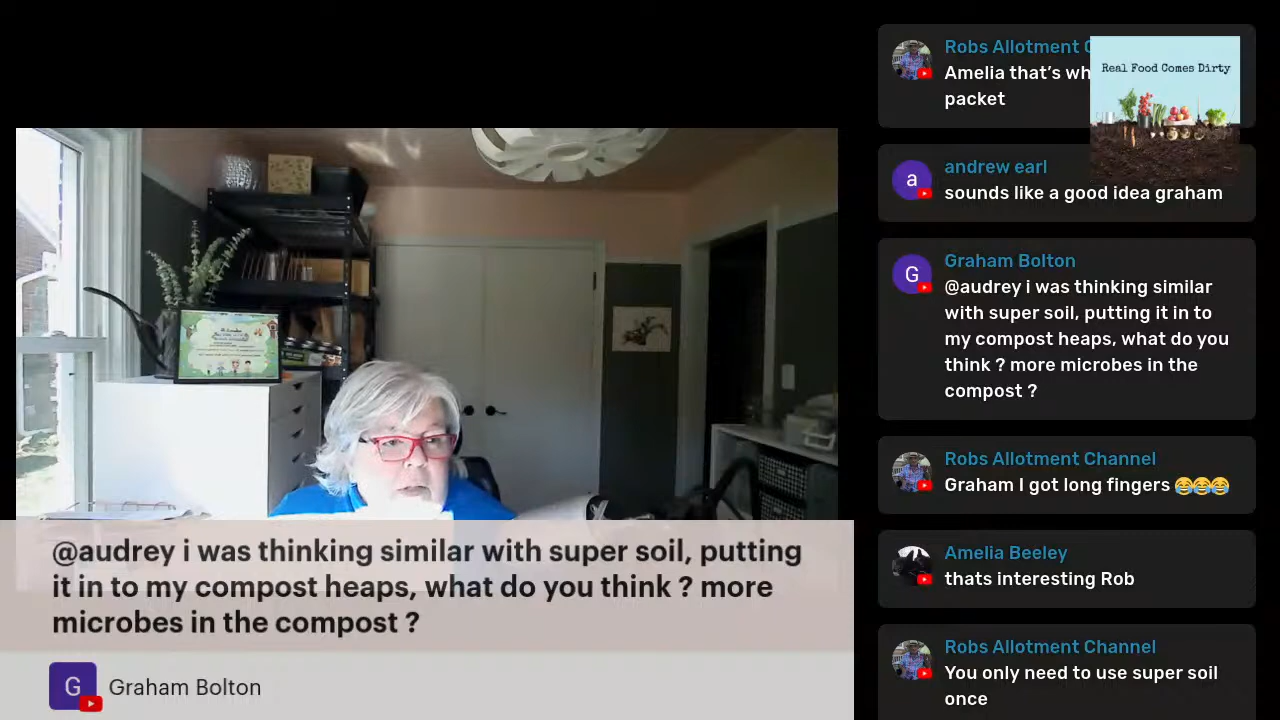 Robs Allotment C
Amelia that's wh
packet
Real Food Comes Dirty
a
andrew earl
sounds like a good idea graham
G
Graham Bolton
@audrey i was thinking similar
with super soil, putting it in to
my compost heaps, what do you
think ? more microbes in the
compost ?
Robs Allotment Channel
Graham I got long fingers 😂😂😂
Amelia Beeley
thats interesting Rob
Robs Allotment Channel
You only need to use super soil
once
@audrey i was thinking similar with super soil, putting
it in to my compost heaps, what do you think ? more
microbes in the compost ?
G
Graham Bolton